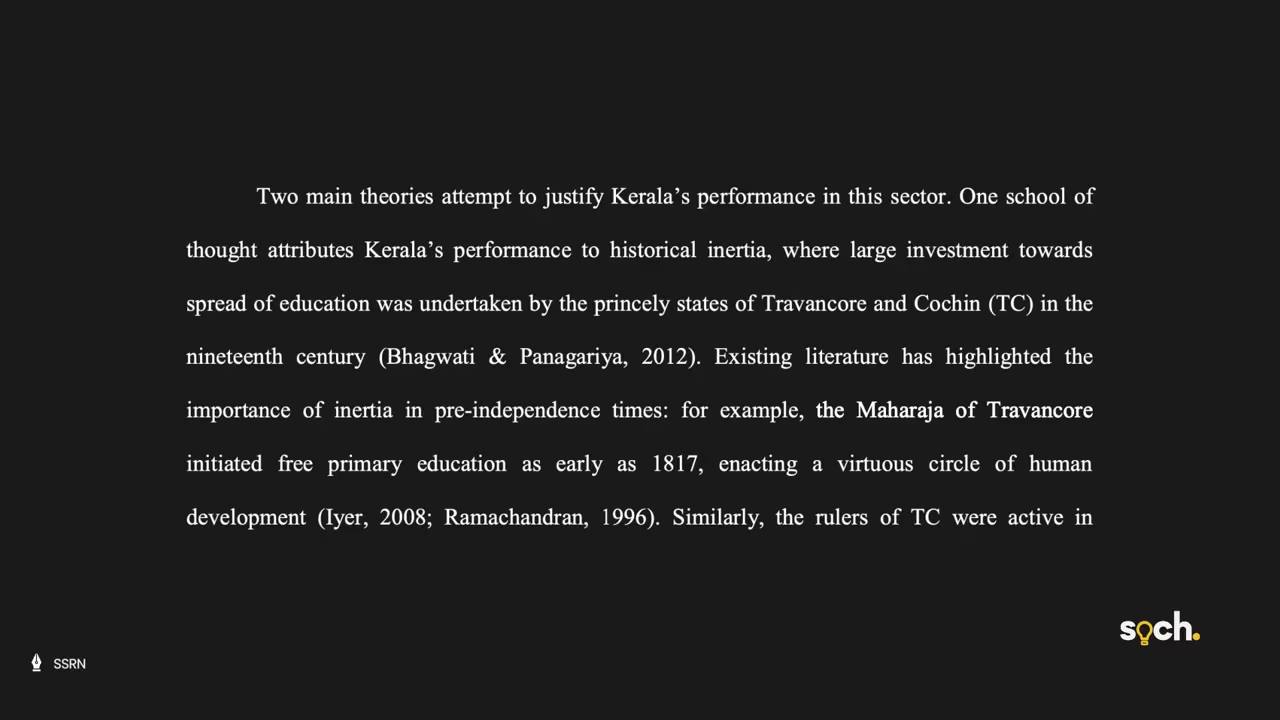 Two main theories attempt to justify Kerala’s performance in this sector. One school of
thought attributes Kerala’s performance to historical inertia, where large investment towards
spread of education was undertaken by the princely states of Travancore and Cochin (TC) in the
nineteenth century (Bhagwati & Panagariya, 2012). Existing literature has highlighted the
importance of inertia in pre-independence times: for example, the Maharaja of Travancore
initiated free primary education as early as 1817, enacting a virtuous circle of human
development (Iyer, 2008; Ramachandran, 1996). Similarly, the rulers of TC were active in
soch.
SSRN